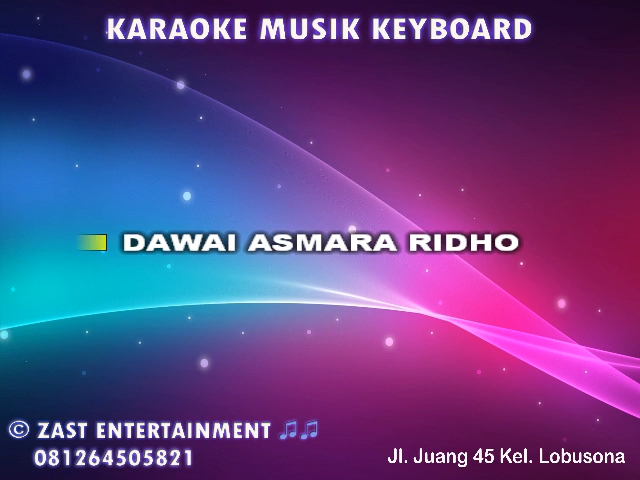 KARAOKE MUSIK KEYBOARD
DAWAI ASMARA RIDHO
© ZAST ENTERTAINMENT 🎵🎵
081264505821
Jl. Juang 45 Kel. Lobusona